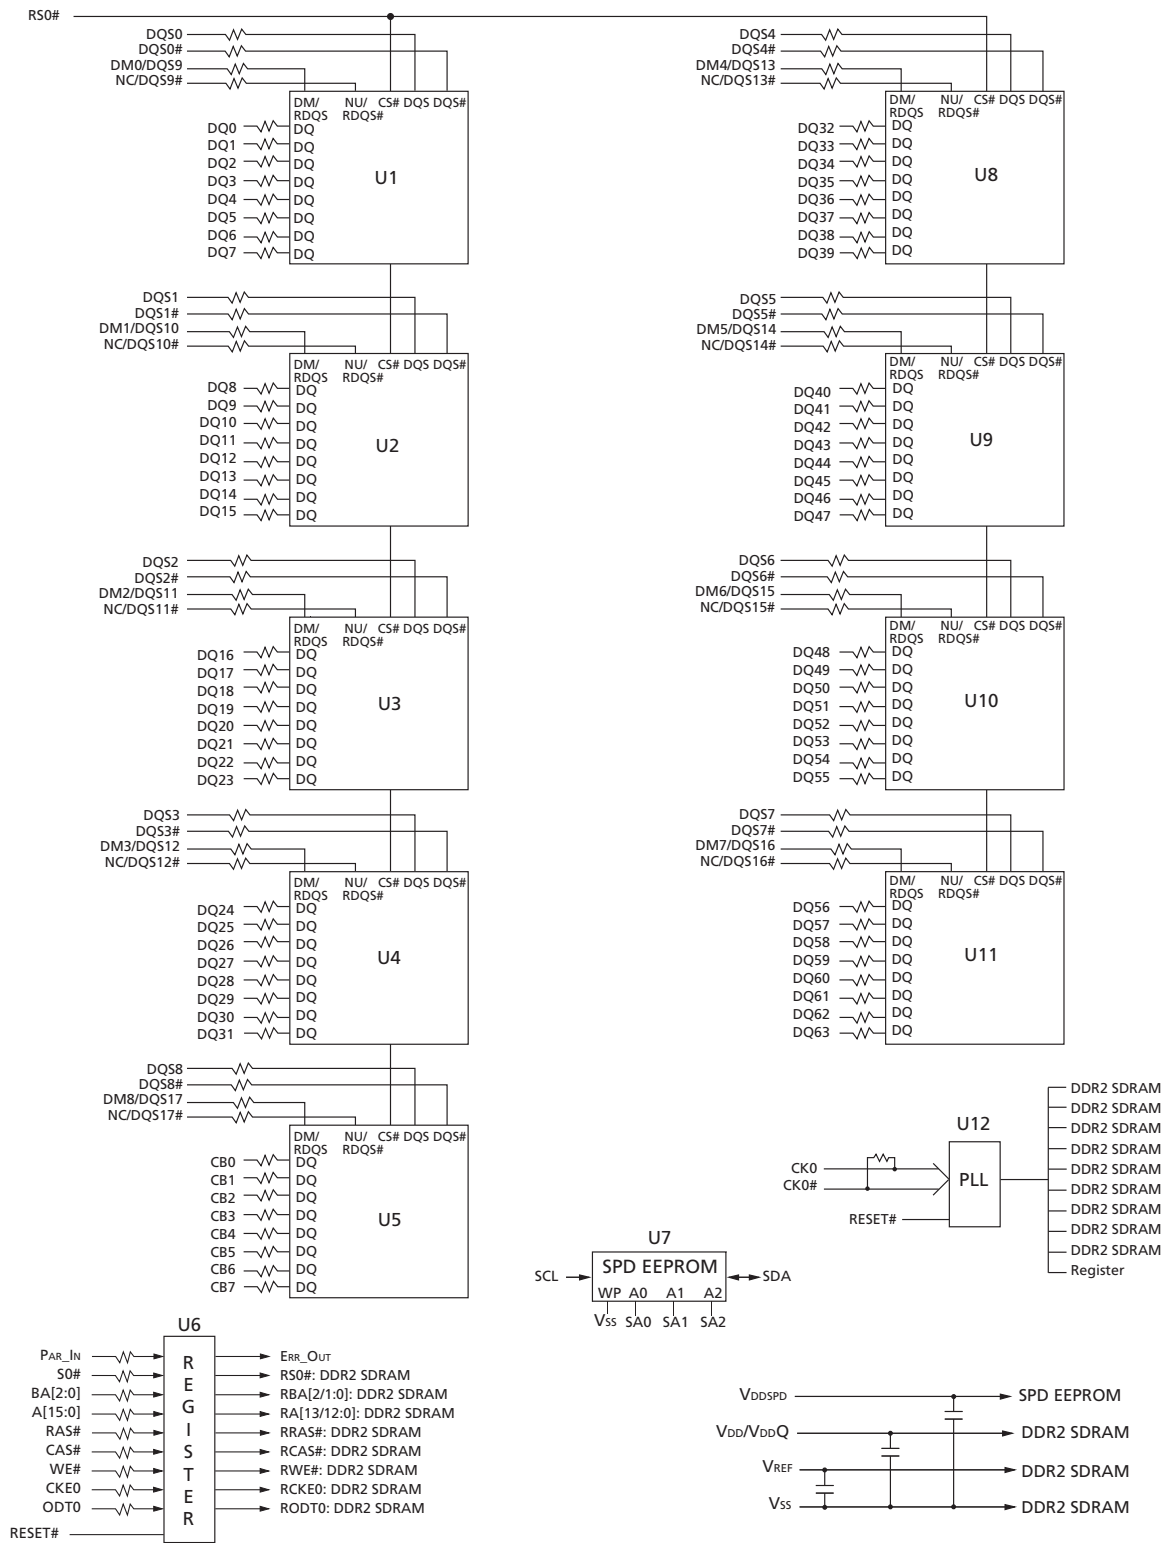 RS0#
DQS0
DQS0#
DM0/DQS9
NC/DQS9#
DM/ NU/ CS# DQS DQS#
RDQS RDQS#
DQ0 DQ
DQ1 DQ
DQ2 DQ
DQ3 DQ
DQ4 DQ
DQ5 DQ
DQ6 DQ
DQ7 DQ
U1
DQS1
DQS1#
DM1/DQS10
NC/DQS10#
DM/ NU/ CS# DQS DQS#
RDQS RDQS#
DQ8 DQ
DQ9 DQ
DQ10 DQ
DQ11 DQ
DQ12 DQ
DQ13 DQ
DQ14 DQ
DQ15 DQ
U2
DQS2
DQS2#
DM2/DQS11
NC/DQS11#
DM/ NU/ CS# DQS DQS#
RDQS RDQS#
DQ16 DQ
DQ17 DQ
DQ18 DQ
DQ19 DQ
DQ20 DQ
DQ21 DQ
DQ22 DQ
DQ23 DQ
U3
DQS3
DQS3#
DM3/DQS12
NC/DQS12#
DM/ NU/ CS# DQS DQS#
RDQS RDQS#
DQ24 DQ
DQ25 DQ
DQ26 DQ
DQ27 DQ
DQ28 DQ
DQ29 DQ
DQ30 DQ
DQ31 DQ
U4
DQS8
DQS8#
DM8/DQS17
NC/DQS17#
DM/ NU/ CS# DQS DQS#
RDQS RDQS#
CB0 DQ
CB1 DQ
CB2 DQ
CB3 DQ
CB4 DQ
CB5 DQ
CB6 DQ
CB7 DQ
U5
DQS4
DQS4#
DM4/DQS13
NC/DQS13#
DM/ NU/ CS# DQS DQS#
RDQS RDQS#
DQ32 DQ
DQ33 DQ
DQ34 DQ
DQ35 DQ
DQ36 DQ
DQ37 DQ
DQ38 DQ
DQ39 DQ
U8
DQS5
DQS5#
DM5/DQS14
NC/DQS14#
DM/ NU/ CS# DQS DQS#
RDQS RDQS#
DQ40 DQ
DQ41 DQ
DQ42 DQ
DQ43 DQ
DQ44 DQ
DQ45 DQ
DQ46 DQ
DQ47 DQ
U9
DQS6
DQS6#
DM6/DQS15
NC/DQS15#
DM/ NU/ CS# DQS DQS#
RDQS RDQS#
DQ48 DQ
DQ49 DQ
DQ50 DQ
DQ51 DQ
DQ52 DQ
DQ53 DQ
DQ54 DQ
DQ55 DQ
U10
DQS7
DQS7#
DM7/DQS16
NC/DQS16#
DM/ NU/ CS# DQS DQS#
RDQS RDQS#
DQ56 DQ
DQ57 DQ
DQ58 DQ
DQ59 DQ
DQ60 DQ
DQ61 DQ
DQ62 DQ
DQ63 DQ
U11
U12
CK0
CK0#
RESET#
PLL
DDR2 SDRAM
DDR2 SDRAM
DDR2 SDRAM
DDR2 SDRAM
DDR2 SDRAM
DDR2 SDRAM
DDR2 SDRAM
DDR2 SDRAM
DDR2 SDRAM
Register
U7
SCL SPD EEPROM SDA
WP A0 A1 A2
VSS SA0 SA1 SA2
U6
REGISTER
PAR_IN ERR_OUT
S0# RS0#: DDR2 SDRAM
BA[2:0] RBA[2/1:0]: DDR2 SDRAM
A[15:0] RA[13/12:0]: DDR2 SDRAM
RAS# RRAS#: DDR2 SDRAM
CAS# RCAS#: DDR2 SDRAM
WE# RWE#: DDR2 SDRAM
CKE0 RCKE0: DDR2 SDRAM
ODT0 RODT0: DDR2 SDRAM
RESET#
VDDSPD SPD EEPROM
VDD/VDDQ DDR2 SDRAM
VREF DDR2 SDRAM
VSS DDR2 SDRAM